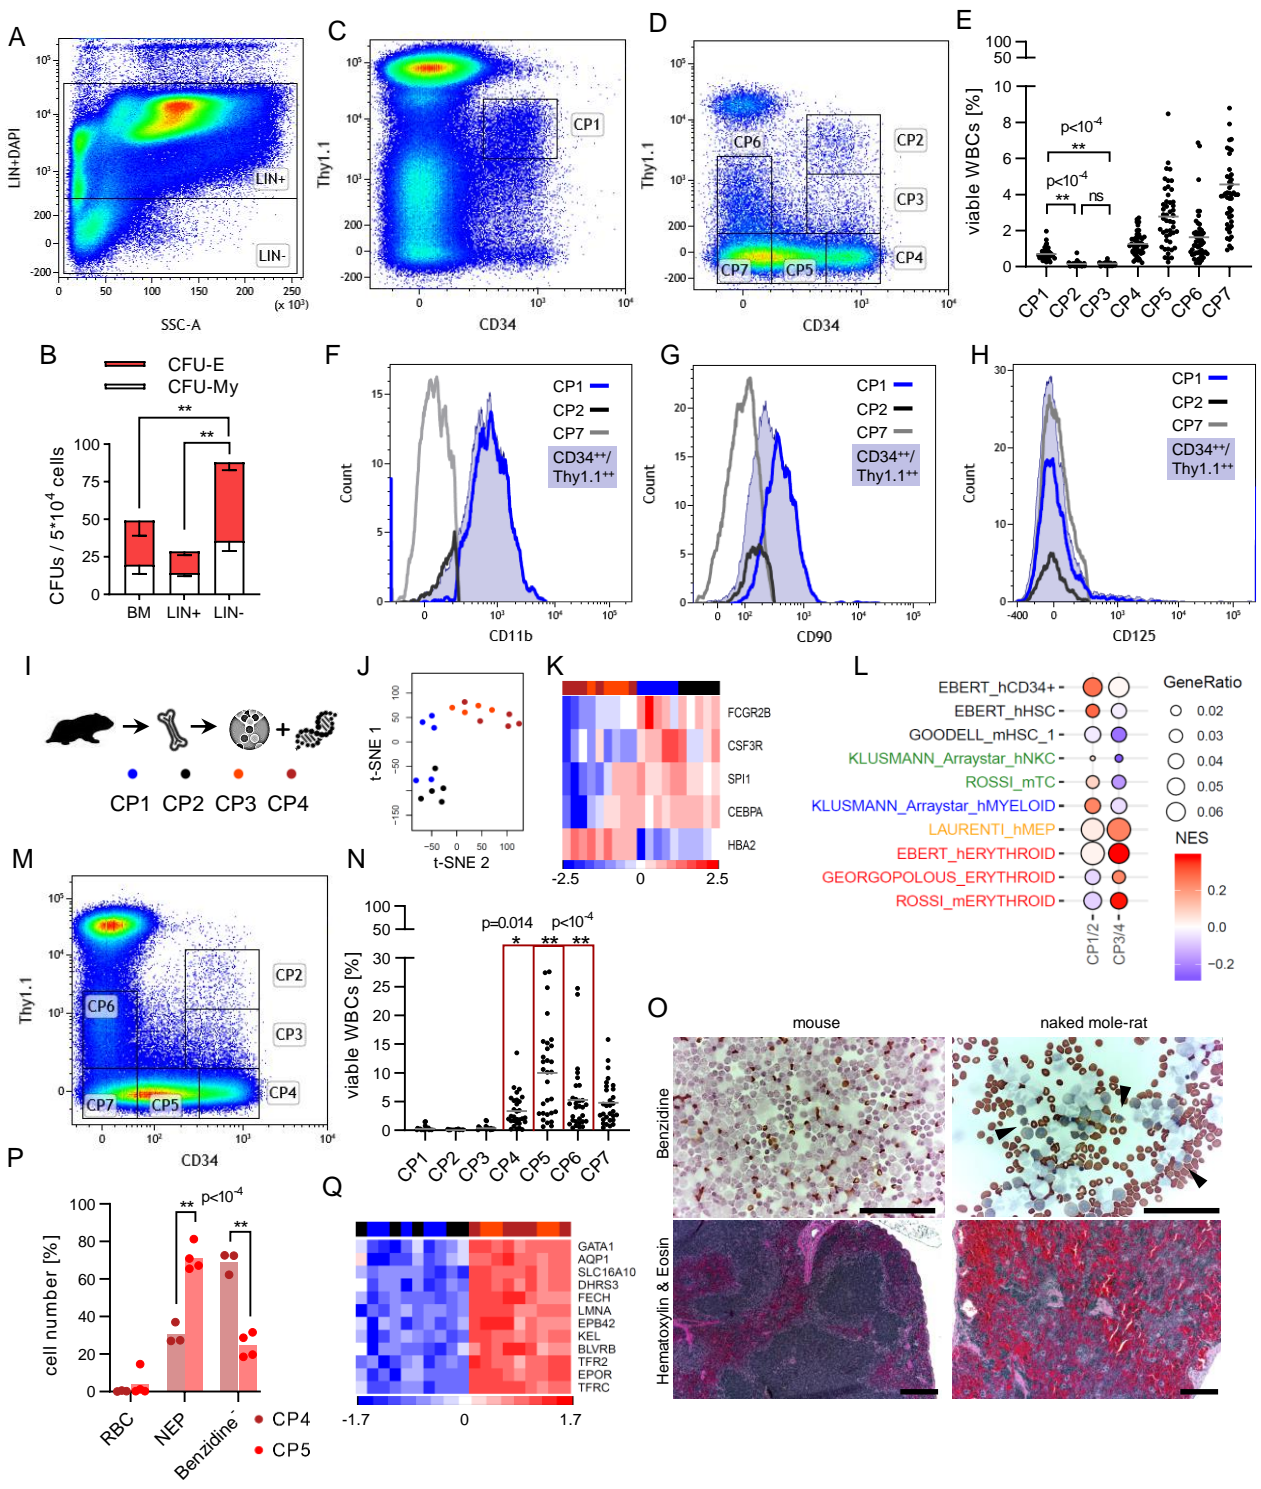 A
LIN+DAPI
10⁵
10⁴
10³
200
0
-200
LIN+
LIN-
0
50
100
150
200
250
(x 10³)
SSC-A
C
Thy1.1
10⁵
10⁴
10³
200
0
-200
CP1
0
10³
10⁴
CD34
D
Thy1.1
10⁵
10⁴
10³
200
0
-200
CP6
CP2
CP3
CP4
CP7
CP5
0
10³
10⁴
CD34
E
viable WBCs [%]
100
50
10
8
6
4
2
0
p<10⁻⁴
**
p<10⁻⁴
**
ns
CP1
CP2
CP3
CP4
CP5
CP6
CP7
B
CFU-E
CFU-My
**
**
CFUs / 5*10⁴ cells
100
75
50
25
0
BM
LIN+
LIN-
F
Count
15
10
5
0
CP1
CP2
CP7
CD34⁺⁺/
Thy1.1⁺⁺
0
10³
10⁴
10⁵
CD11b
G
Count
20
15
10
5
0
CP1
CP2
CP7
CD34⁺⁺/
Thy1.1⁺⁺
0
10²
10³
10⁴
10⁵
CD90
H
Count
30
20
10
0
CP1
CP2
CP7
CD34⁺⁺/
Thy1.1⁺⁺
-400
0
10³
10⁴
10⁵
CD125
I
+
CP1
CP2
CP3
CP4
J
t-SNE 1
100
50
0
-50
-150
-50
0
50
100
t-SNE 2
K
FCGR2B
CSF3R
SPI1
CEBPA
HBA2
-2.5
0
2.5
L
EBERT_hCD34+
EBERT_hHSC
GOODELL_mHSC_1
KLUSMANN_Arraystar_hNKC
ROSSI_mTC
KLUSMANN_Arraystar_hMYELOID
LAURENTI_hMEP
EBERT_hERYTHROID
GEORGOPOLOUS_ERYTHROID
ROSSI_mERYTHROID
CP1/2
CP3/4
GeneRatio
0.02
0.03
0.04
0.05
0.06
NES
0.2
0.0
-0.2
M
Thy1.1
10⁵
10⁴
10³
0
CP6
CP2
CP3
CP4
CP7
CP5
0
10²
10³
10⁴
CD34
N
viable WBCs [%]
100
50
30
25
20
15
10
5
0
p=0.014
p<10⁻⁴
*
**
**
CP1
CP2
CP3
CP4
CP5
CP6
CP7
O
mouse
naked mole-rat
Benzidine
Hematoxylin & Eosin
P
cell number [%]
100
80
60
40
20
0
**
p<10⁻⁴
**
RBC
NEP
Benzidine⁻
CP4
CP5
Q
GATA1
AQP1
SLC16A10
DHRS3
FECH
LMNA
EPB42
KEL
BLVRB
TFR2
EPOR
TFRC
-1.7
0
1.7